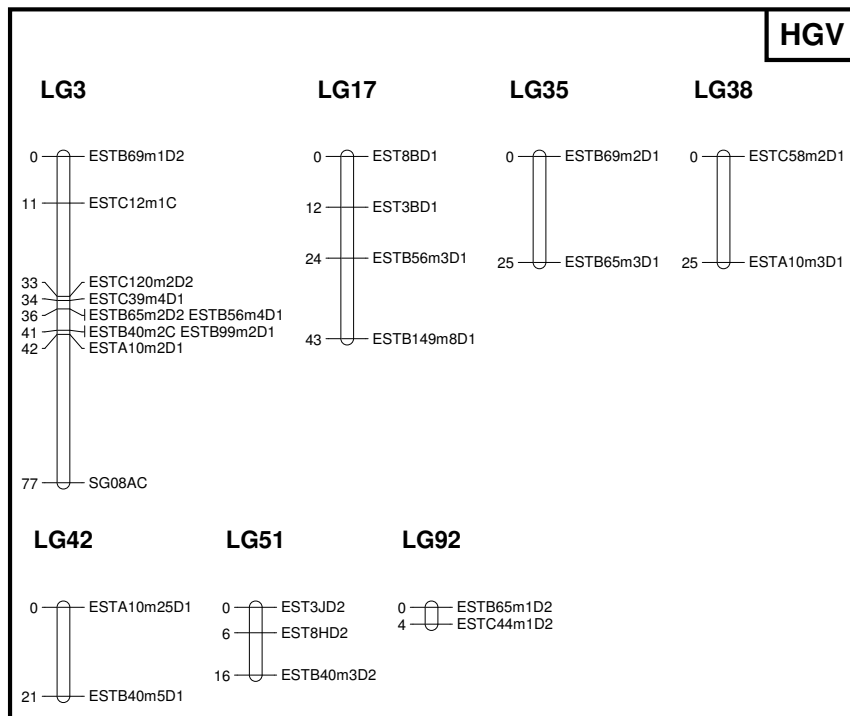 HGV
LG3 LG17 LG35 LG38
0 ESTB69m1D2
11 ESTC12m1C
33 ESTC120m2D2
34 ESTC39m4D1
36 ESTB65m2D2 ESTB56m4D1
41 ESTB40m2C ESTB99m2D1
42 ESTA10m2D1
77 SG08AC
0 EST8BD1
12 EST3BD1
24 ESTB56m3D1
43 ESTB149m8D1
0 ESTB69m2D1
25 ESTB65m3D1
0 ESTC58m2D1
25 ESTA10m3D1
LG42 LG51 LG92
0 ESTA10m25D1
21 ESTB40m5D1
0 EST3JD2
6 EST8HD2
16 ESTB40m3D2
0 ESTB65m1D2
4 ESTC44m1D2